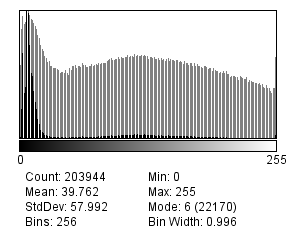 0 255
Count: 203944 Min: 0
Mean: 39.762 Max: 255
StdDev: 57.992 Mode: 6 (22170)
Bins: 256 Bin Width: 0.996